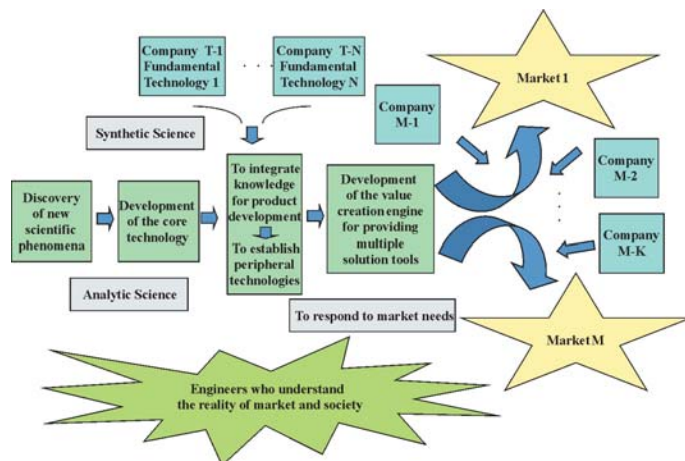 Company T-1
Fundamental
Technology 1
. . . .
Company T-N
Fundamental
Technology N
Market 1
Company
M-1
Synthetic Science
Company
M-2
To integrate
knowledge
for product
development
To establish
peripheral
technologies
Discovery
of new
scientific
phenomena
Development
of the core
technology
Development
of the value
creation engine
for providing
multiple
solution tools
Company
M-K
Analytic Science
To respond to market needs
Market M
Engineers who understand
the reality of market and society